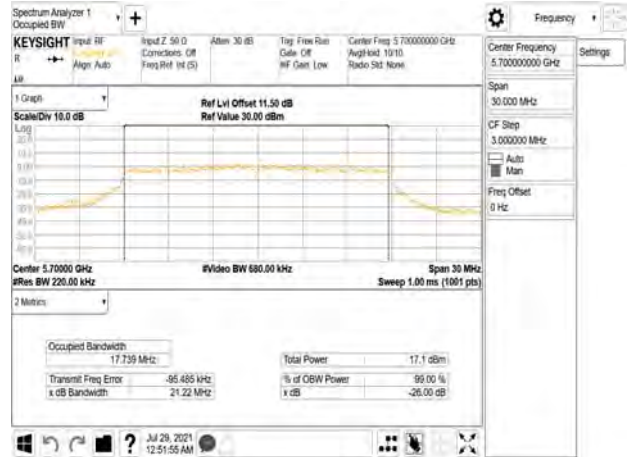 Spectrum Analyzer 1
Occupied BW
+
Frequency
KEYSIGHT
Input: RF
Input Z: 50 Ω
Atten: 30 dB
Trig: Free Run
Center Freq: 5.700000000 GHz
R
Corrections: Off
Gate: Off
Avg|Hold: 10/10
Align: Auto
Freq Ref: Int (S)
#IF Gain: Low
Radio Std: None
Center Frequency
5.700000000 GHz
Settings
Span
30.000 MHz
CF Step
3.000000 MHz
Auto
Man
Freq Offset
0 Hz
1 Graph
Scale/Div 10.0 dB
Ref Lvl Offset 11.50 dB
Ref Value 30.00 dBm
Log
0.00
Center 5.70000 GHz
#Video BW 680.00 kHz
Span 30 MHz
#Res BW 220.00 kHz
Sweep 1.00 ms (1001 pts)
2 Metrics
Occupied Bandwidth
17.739 MHz
Total Power
17.1 dBm
Transmit Freq Error
-95.485 kHz
% of OBW Power
99.00 %
x dB Bandwidth
21.22 MHz
x dB
-26.00 dB
?
Jul 29, 2021
12:51:55 AM